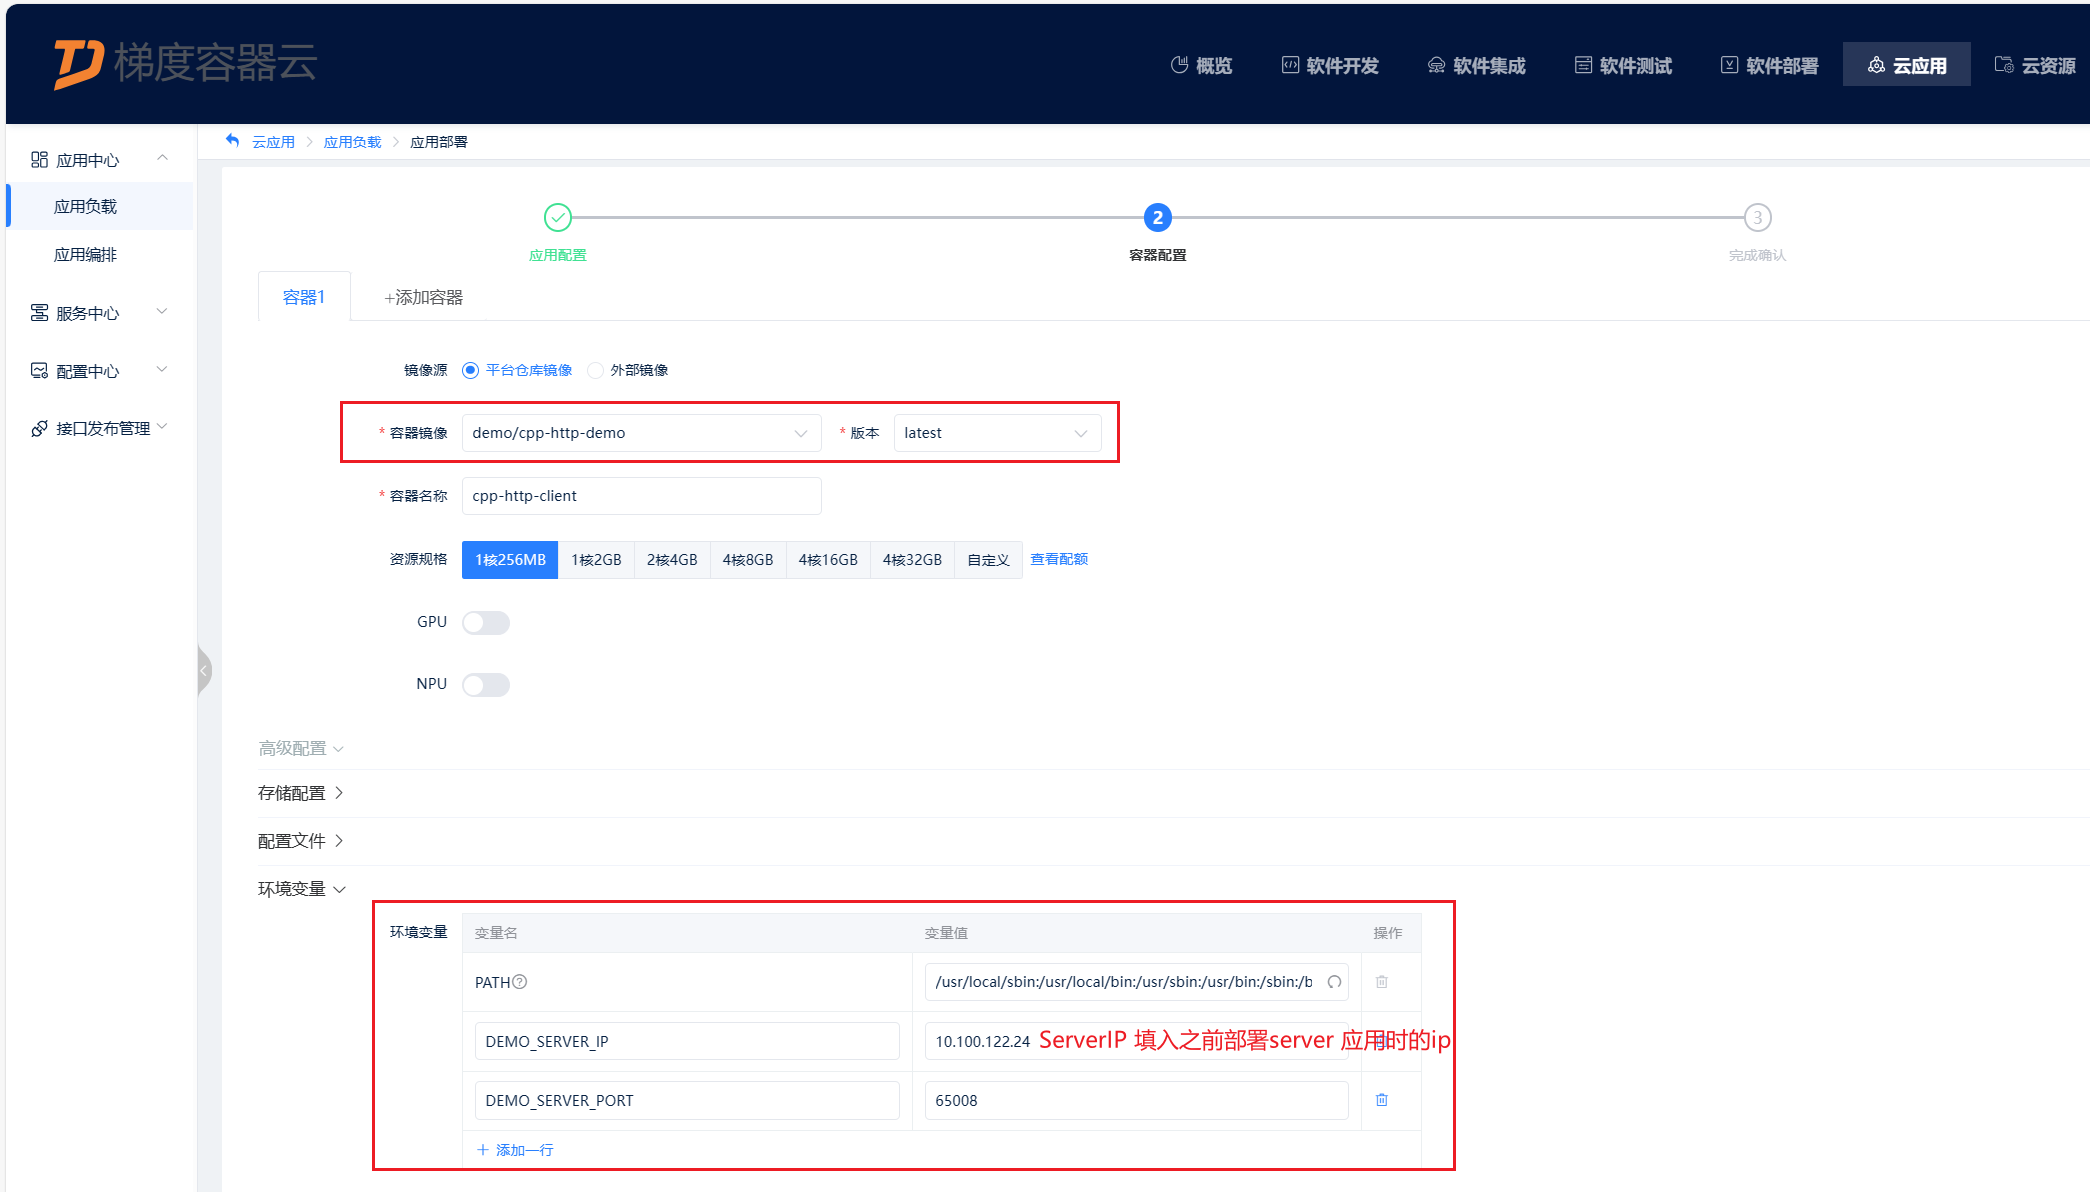 梯度容器云
概览 软件开发 软件集成 软件测试 软件部署 云应用 云资源
应用中心
应用负载
应用编排
服务中心
配置中心
接口发布管理
云应用 > 应用负载 > 应用部署
2 3
应用配置 容器配置 完成确认
容器1 +添加容器
镜像源 平台仓库镜像 外部镜像
* 容器镜像 demo/cpp-http-demo * 版本 latest
* 容器名称 cpp-http-client
资源规格 1核256MB 1核2GB 2核4GB 4核8GB 4核16GB 4核32GB 自定义 查看配额
GPU
NPU
高级配置
存储配置
配置文件
环境变量
环境变量 变量名 变量值 操作
PATH /usr/local/sbin:/usr/local/bin:/usr/sbin:/usr/bin:/sbin:/b
DEMO_SERVER_IP 10.100.122.24 ServerIP 填入之前部署server 应用时的ip
DEMO_SERVER_PORT 65008
+ 添加一行